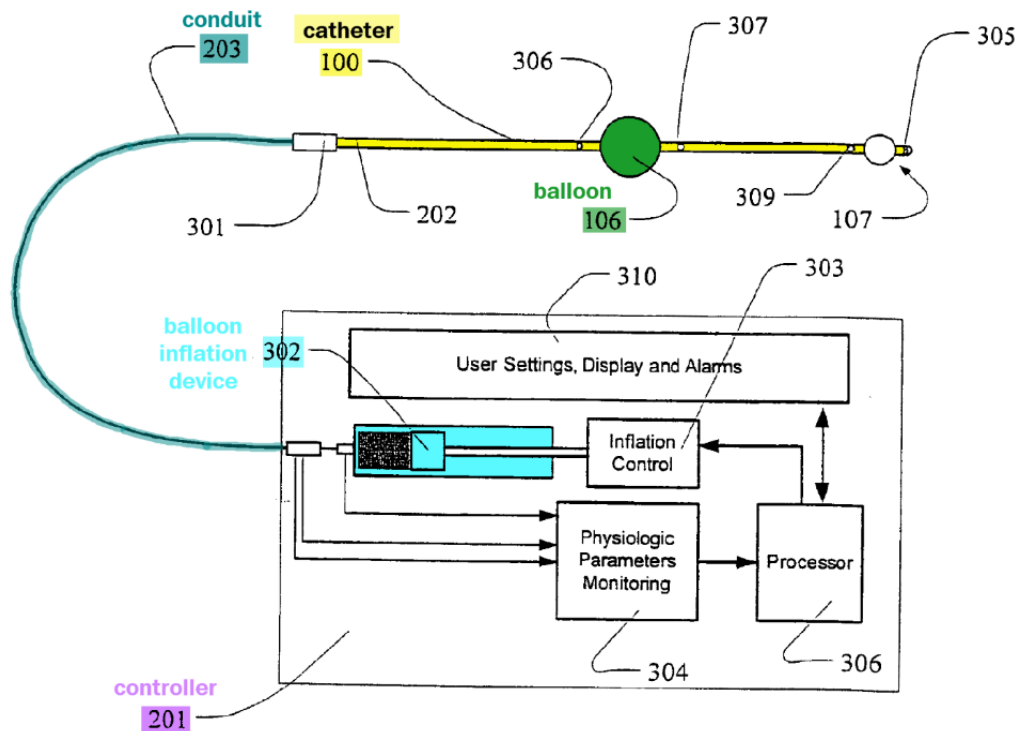 conduit
203
catheter
100
306
307
305
301
202
balloon
106
309
107
310
303
balloon
inflation
device
302
User Settings, Display and Alarms
Inflation
Control
Physiologic
Parameters
Monitoring
Processor
304
306
controller
201